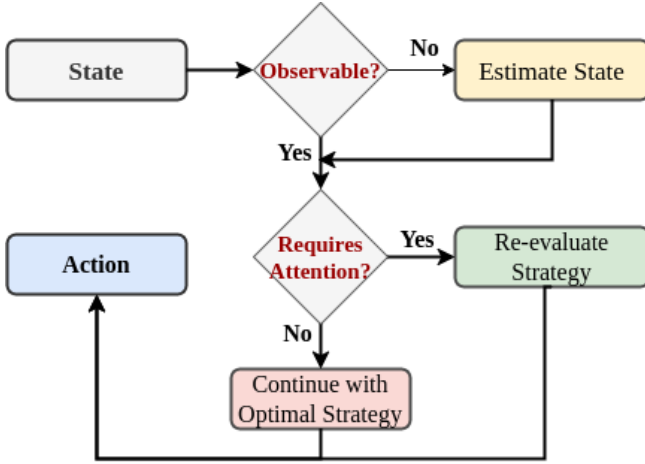 State
Observable?
No
Estimate State
Yes
Action
Requires
Attention?
Yes
Re-evaluate
Strategy
No
Continue with
Optimal Strategy